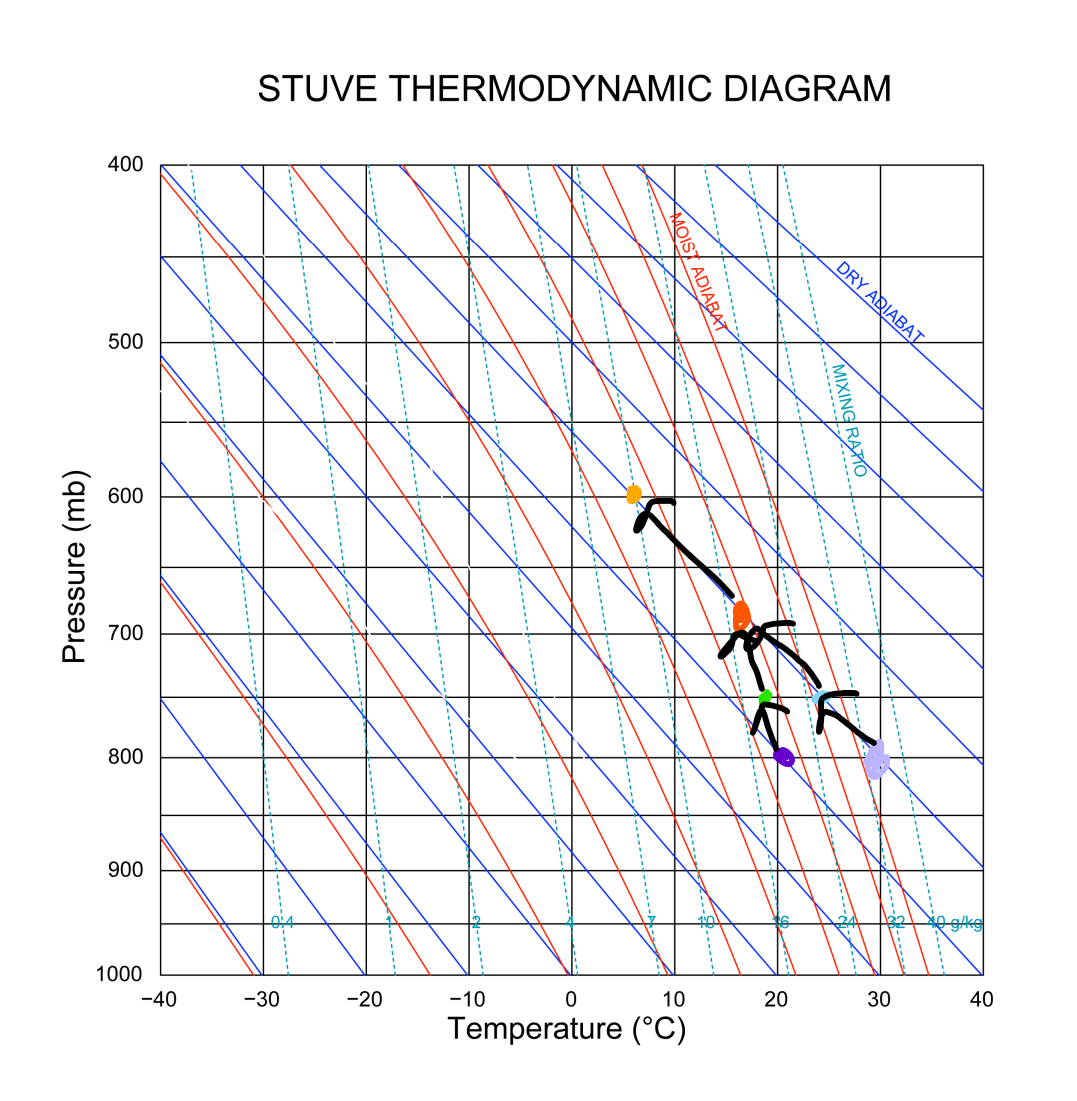 STUVE THERMODYNAMIC DIAGRAM
400
500
600
700
800
900
1000
Pressure (mb)
MOIST ADIABAT
DRY ADIABAT
MIXING RATIO
0.4 1 2 4 7 10 16 24 32 40 g/kg
−40 −30 −20 −10 0 10 20 30 40
Temperature (°C)